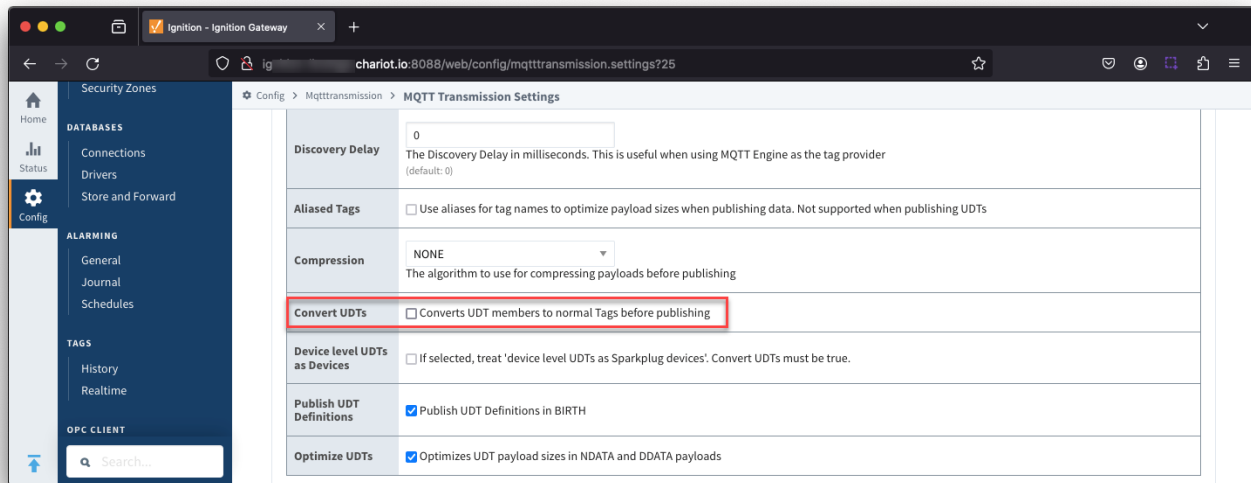 Ignition - Ignition Gateway
ig
chariot.io:8088/web/config/mqtttransmission.settings?25
Home
Status
Config
Security Zones
DATABASES
Connections
Drivers
Store and Forward
ALARMING
General
Journal
Schedules
TAGS
History
Realtime
OPC CLIENT
Search...
Config > Mqtttransmission > MQTT Transmission Settings
Discovery Delay
0
The Discovery Delay in milliseconds. This is useful when using MQTT Engine as the tag provider
(default: 0)
Aliased Tags
Use aliases for tag names to optimize payload sizes when publishing data. Not supported when publishing UDTs
Compression
NONE
The algorithm to use for compressing payloads before publishing
Convert UDTs
Converts UDT members to normal Tags before publishing
Device level UDTs
as Devices
If selected, treat 'device level UDTs as Sparkplug devices'. Convert UDTs must be true.
Publish UDT
Definitions
Publish UDT Definitions in BIRTH
Optimize UDTs
Optimizes UDT payload sizes in NDATA and DDATA payloads